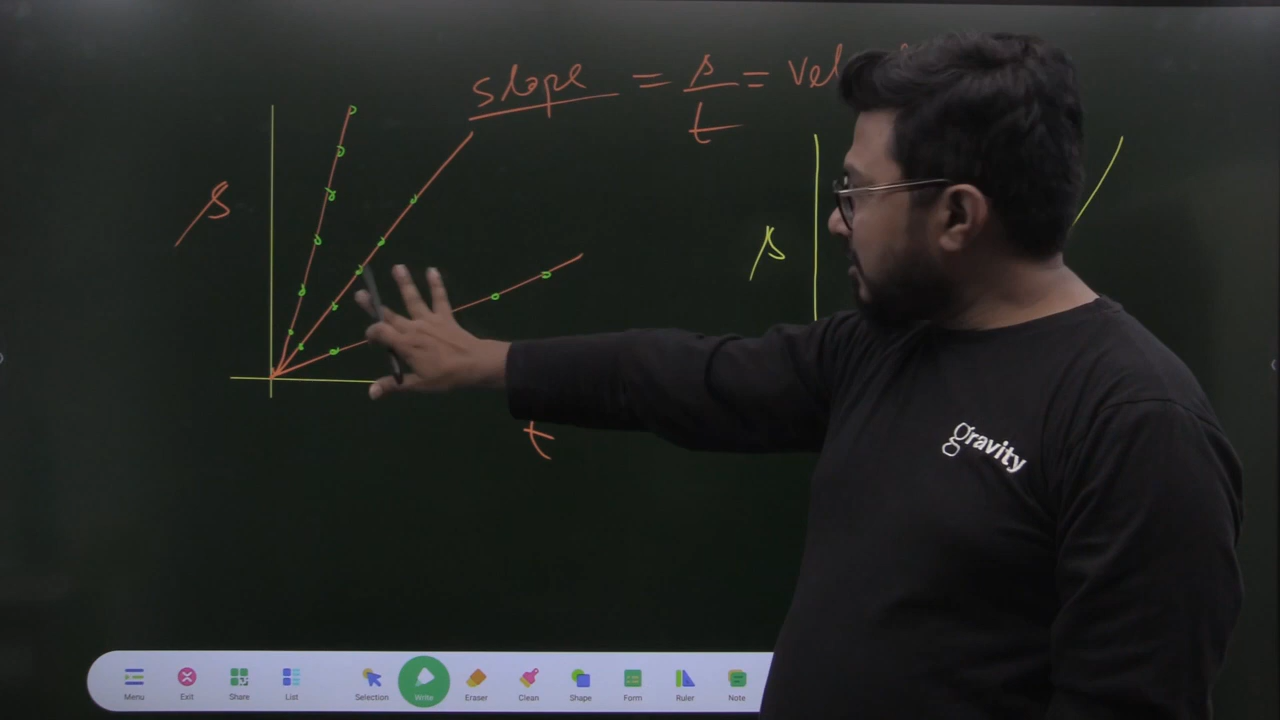 slope = s/t = vel
s
s
t
gravity
Menu Exit Share List Selection Write Eraser Clean Shape Form Ruler Note